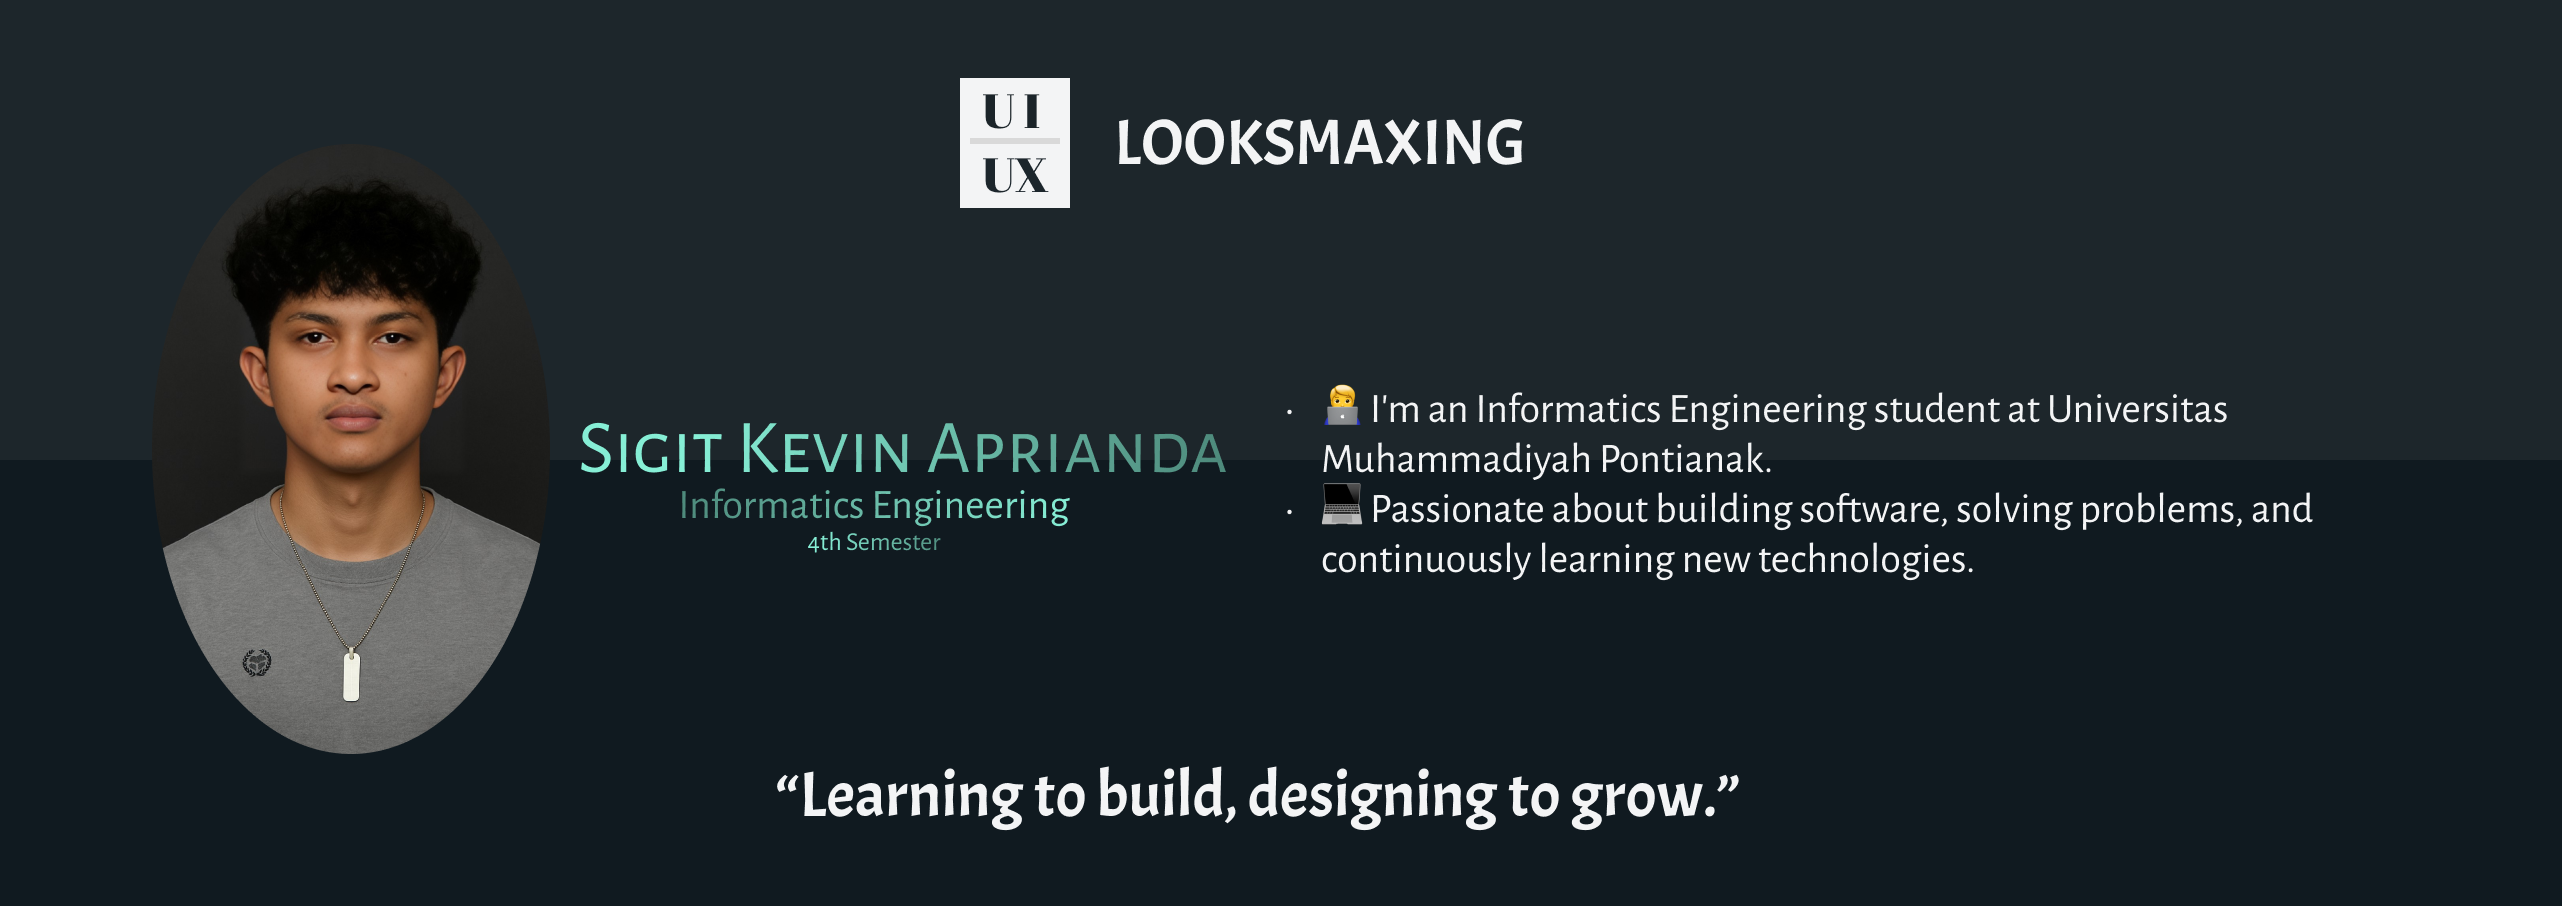 UI
UX
LOOKSMAXING
SIGIT KEVIN APRIANDA
Informatics Engineering
4th Semester
· 👨‍💻 I'm an Informatics Engineering student at Universitas
Muhammadiyah Pontianak.
· 💻 Passionate about building software, solving problems, and
continuously learning new technologies.
“Learning to build, designing to grow.”